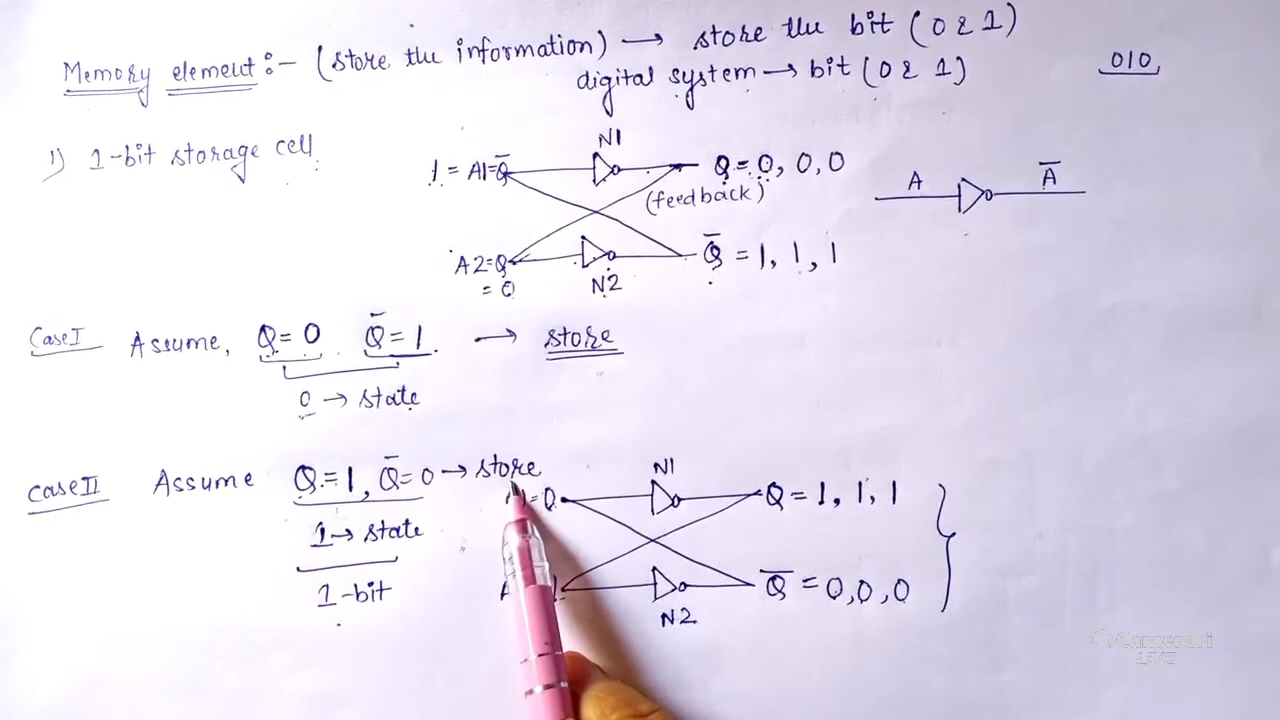 Memory element:- (store the information) → store the bit (0 & 1)
digital system → bit (0 & 1)
010
1) 1-bit storage cell
N1
1 = A1 = Q̅
Q = 0, 0, 0
(feedback)
A
A̅
A2 = Q
= 0
N2
Q̅ = 1, 1, 1
Case I Assume, Q = 0 Q̅ = 1 → store
0 → state
Case II Assume Q = 1, Q̅ = 0 → store
1 → state
1-bit
N1
= 0
Q = 1, 1, 1
N2
Q̅ = 0, 0, 0
LIVE